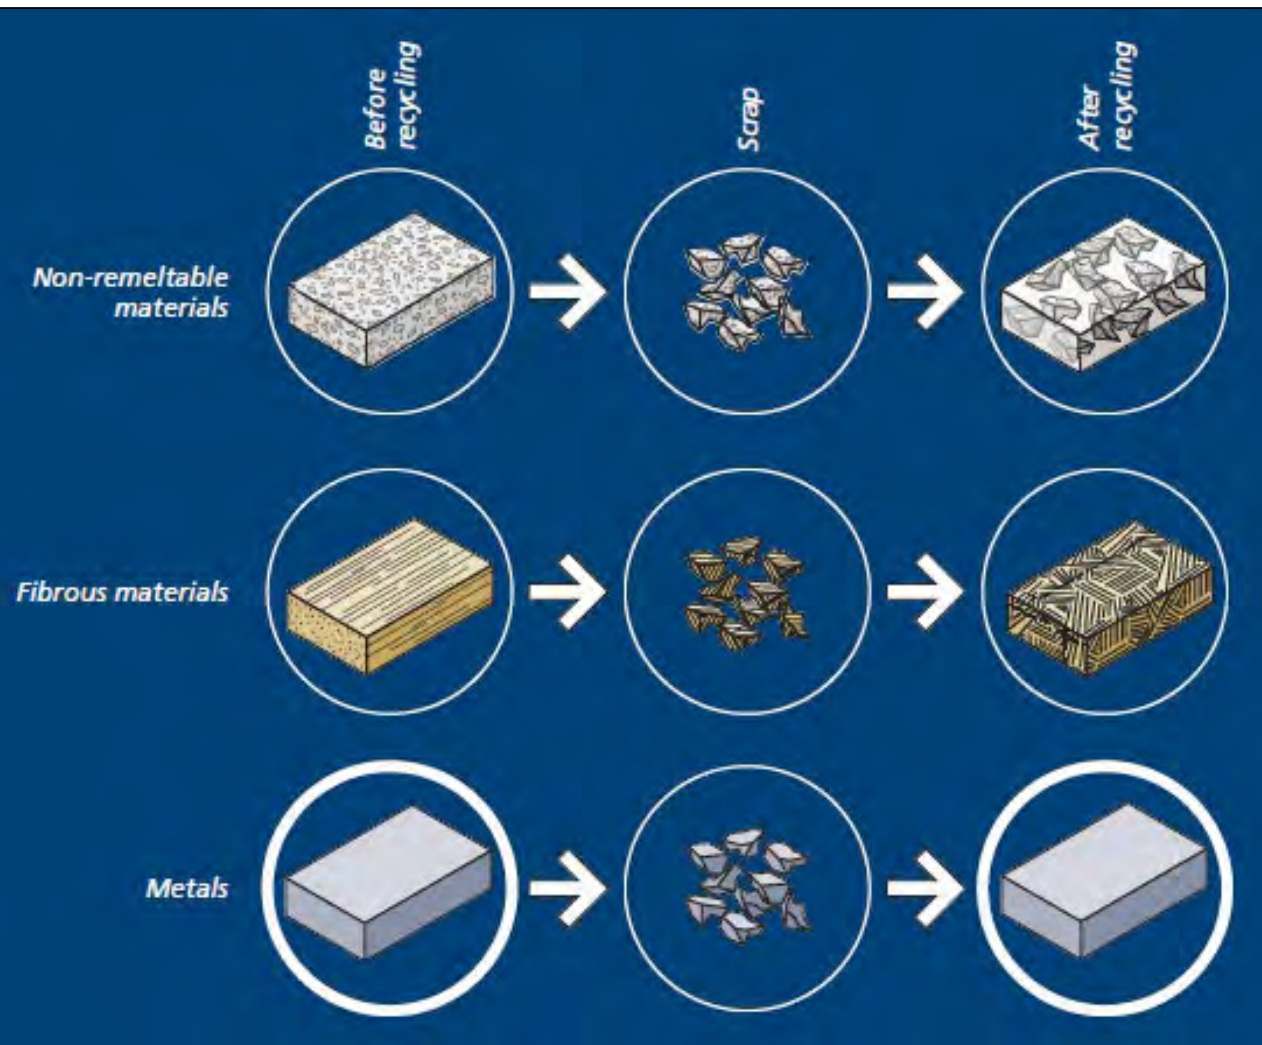 Before
recycling
Scrap
After
recycling
Non-remeltable
materials
Fibrous materials
Metals